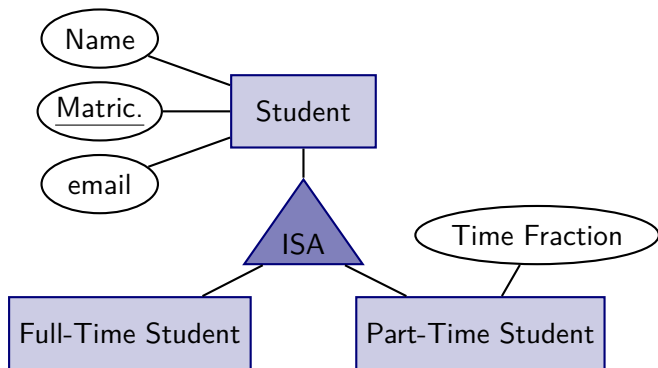 Name
Matric.
Student
email
ISA
Time Fraction
Full-Time Student
Part-Time Student